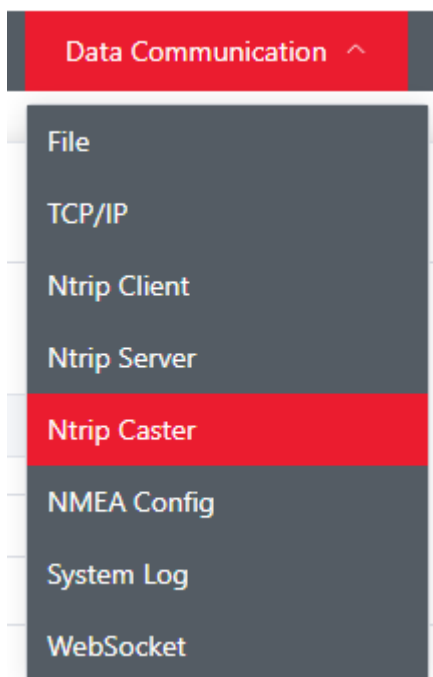 Data Communication
File
TCP/IP
Ntrip Client
Ntrip Server
Ntrip Caster
NMEA Config
System Log
WebSocket